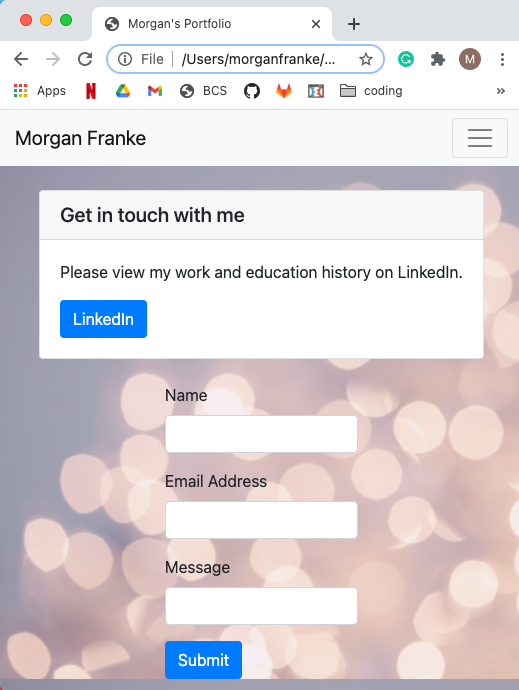 Morgan's Portfolio
File | /Users/morganfranke/...
M
Apps
N
BCS
coding
»
Morgan Franke
Get in touch with me
Please view my work and education history on LinkedIn.
LinkedIn
Name
Email Address
Message
Submit